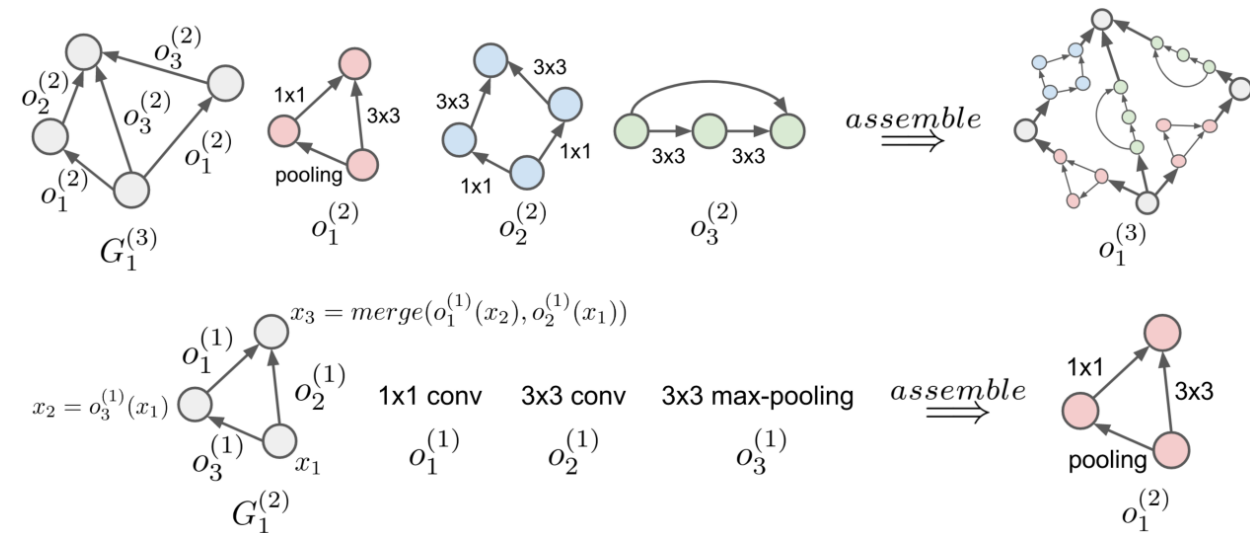 o_3^{(2)}
o_2^{(2)}
o_3^{(2)}
o_1^{(2)}
o_1^{(2)}
G_1^{(3)}
1x1
3x3
pooling
o_1^{(2)}
3x3
3x3
1x1
1x1
o_2^{(2)}
3x3 3x3
o_3^{(2)}
assemble
⟹
o_1^{(3)}
x_3 = merge(o_1^{(1)}(x_2), o_2^{(1)}(x_1))
o_1^{(1)}
o_2^{(1)}
x_2 = o_3^{(1)}(x_1)
o_3^{(1)}
x_1
G_1^{(2)}
1x1 conv 3x3 conv 3x3 max-pooling
o_1^{(1)} o_2^{(1)} o_3^{(1)}
assemble
⟹
1x1
3x3
pooling
o_1^{(2)}